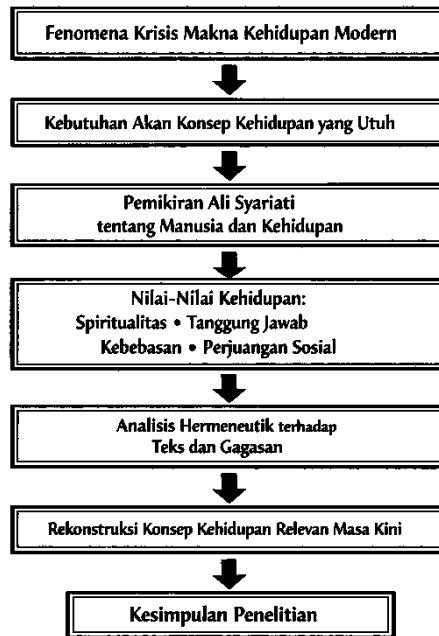 Fenomena Krisis Makna Kehidupan Modern
Kebutuhan Akan Konsep Kehidupan yang Utuh
Pemikiran Ali Syariati
tentang Manusia dan Kehidupan
Nilai-Nilai Kehidupan:
Spiritualitas • Tanggung Jawab
Kebebasan • Perjuangan Sosial
Analisis Hermeneutik terhadap
Teks dan Gagasan
Rekonstruksi Konsep Kehidupan Relevan Masa Kini
Kesimpulan Penelitian